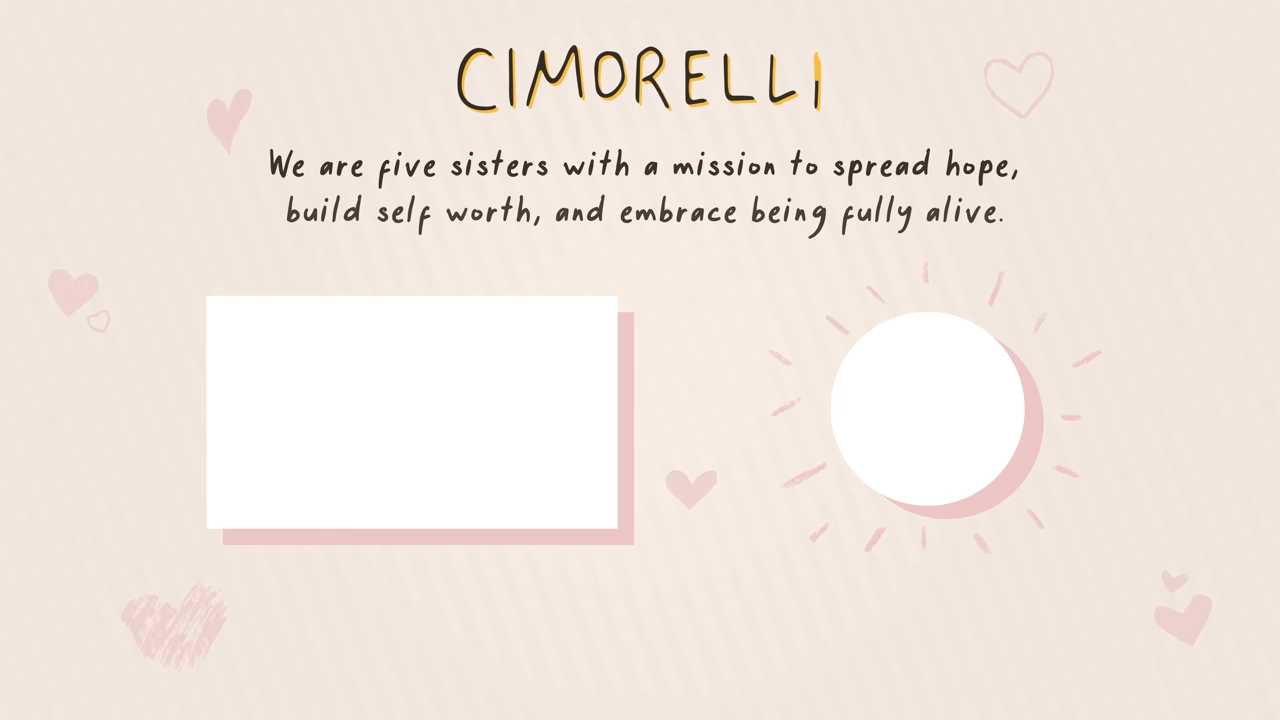 CIMORELLI
We are five sisters with a mission to spread hope,
build self worth, and embrace being fully alive.